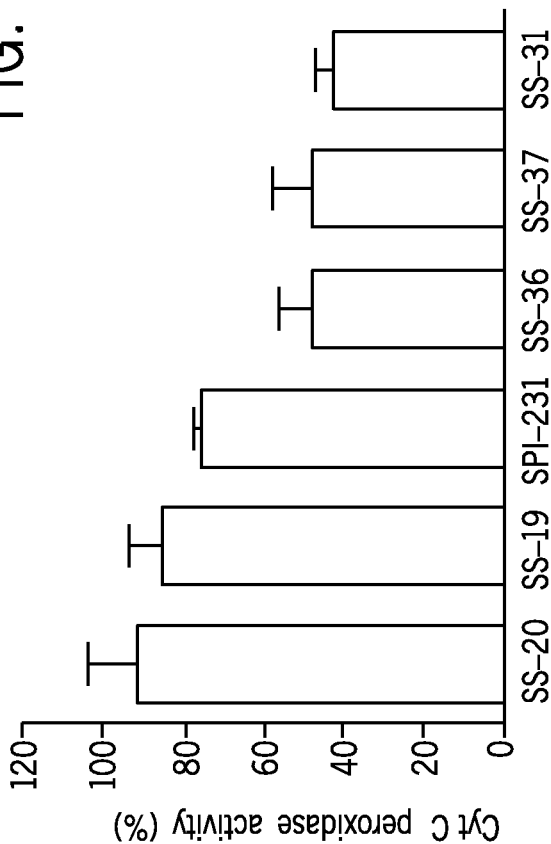 FIG.
Cyt C peroxidase activity (%)
120
100
80
60
40
20
0
SS-20
SS-19
SPI-231
SS-36
SS-37
SS-31